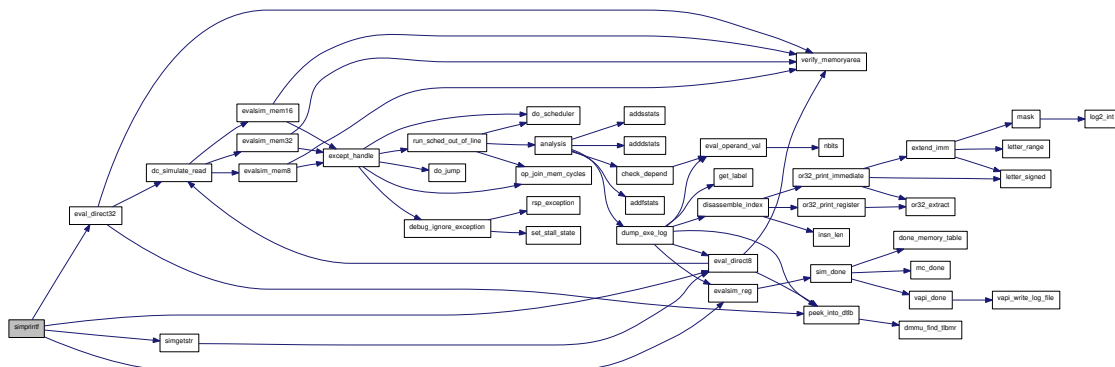 verify_memoryarea
evalsim_mem16
do_scheduler
addsstats
mask
log2_int
evalsim_mem32
run_sched_out_of_line
analysis
adddstats
eval_operand_val
nbits
extend_imm
letter_range
except_handle
dc_simulate_read
evalsim_mem8
do_jump
op_join_mem_cycles
check_depend
get_label
or32_print_immediate
letter_signed
eval_direct32
debug_ignore_exception
rsp_exception
addfstats
disassemble_index
or32_print_register
or32_extract
set_stall_state
dump_exe_log
insn_len
done_memory_table
eval_direct8
sim_done
mc_done
evalsim_reg
vapi_done
vapi_write_log_file
peek_into_dtlb
simprintf
dmmu_find_tlbmr
simgetstr